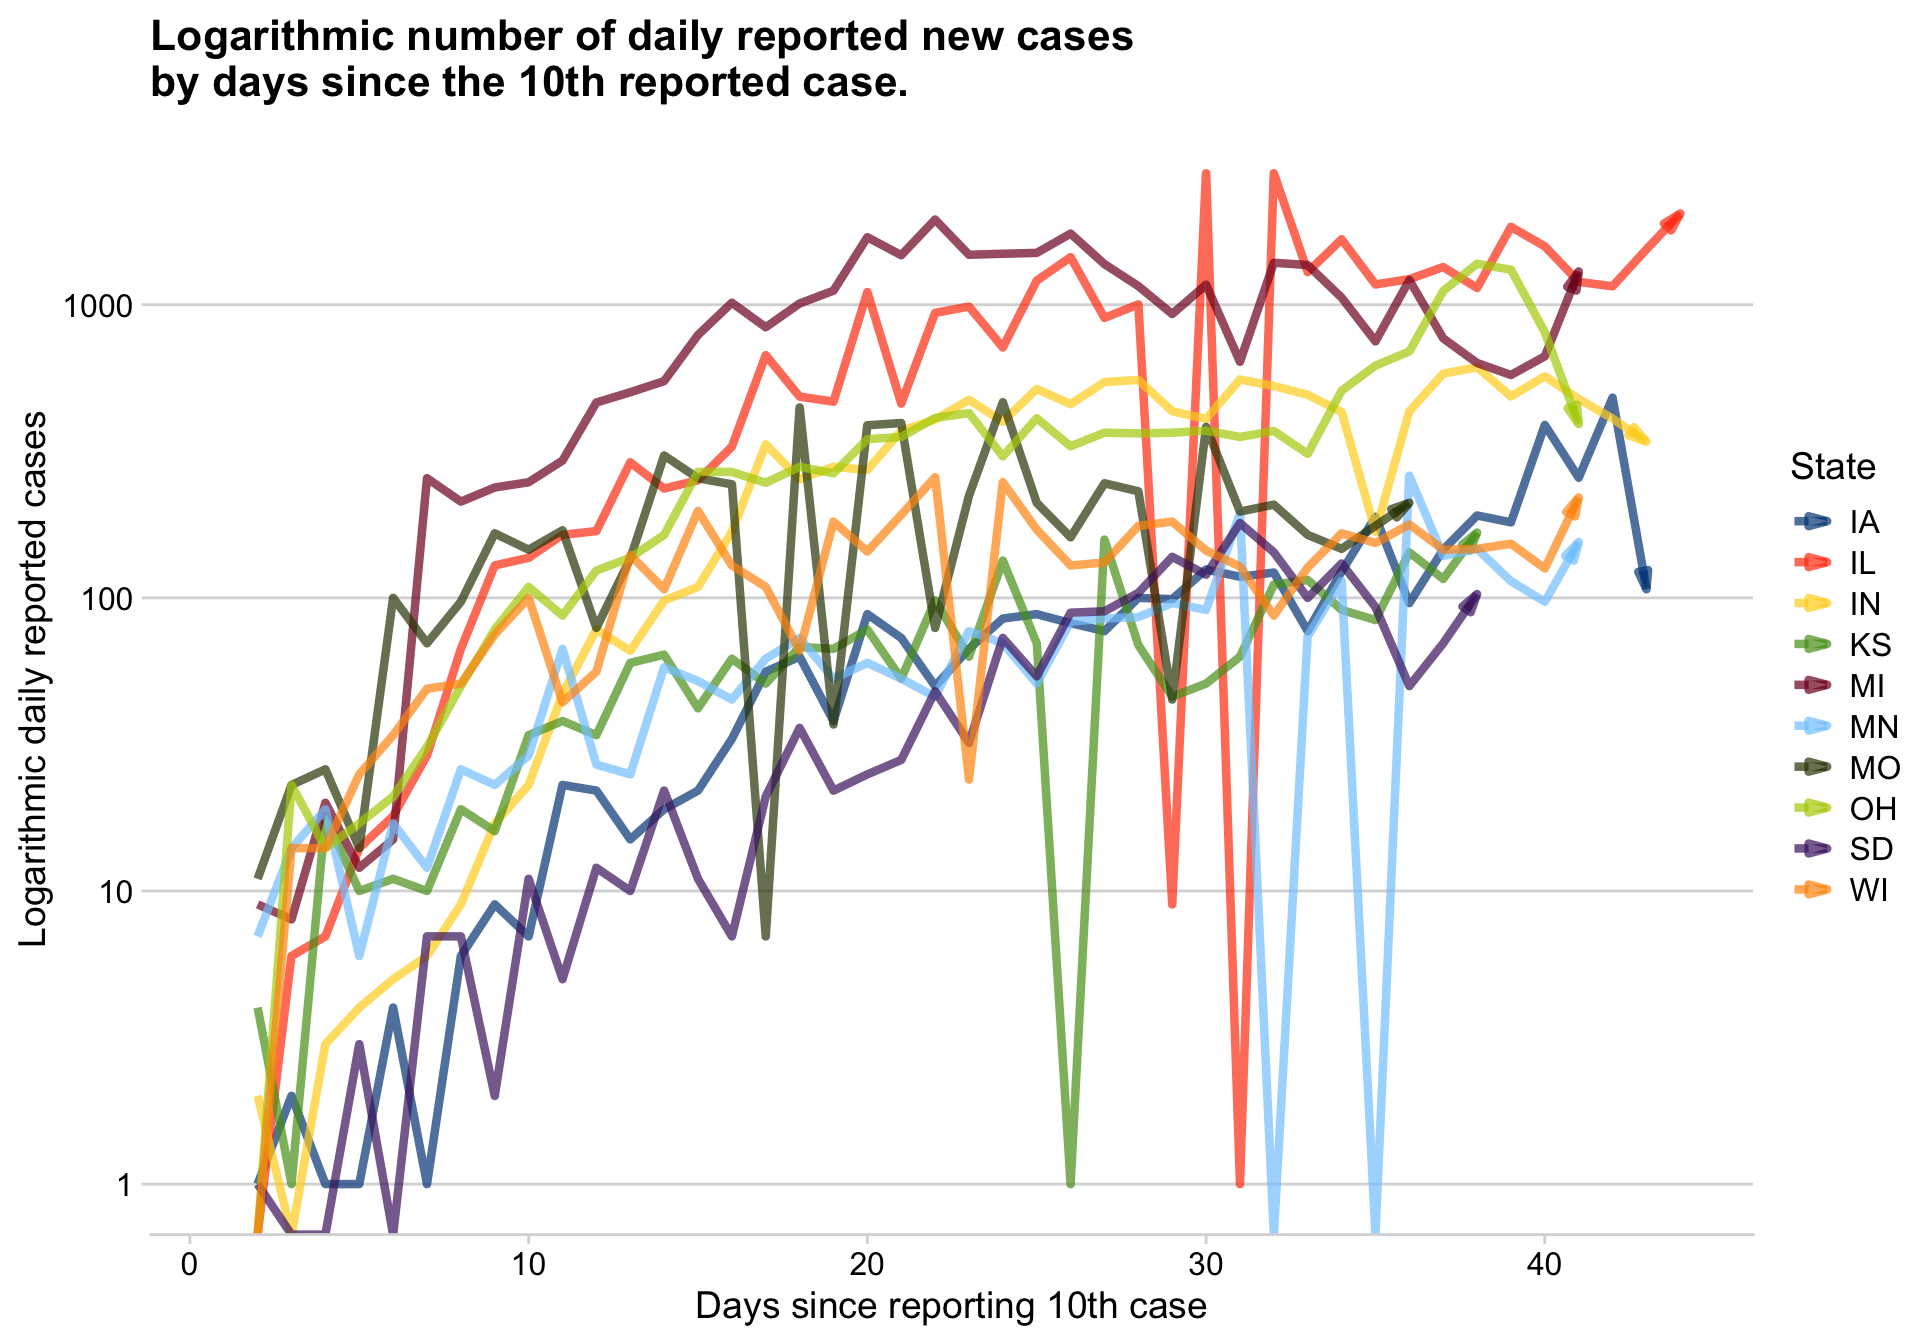 Logarithmic number of daily reported new cases
by days since the 10th reported case.
Logarithmic daily reported cases
1000
100
10
1
0
10
20
30
40
Days since reporting 10th case
State
IA
IL
IN
KS
MI
MN
MO
OH
SD
WI